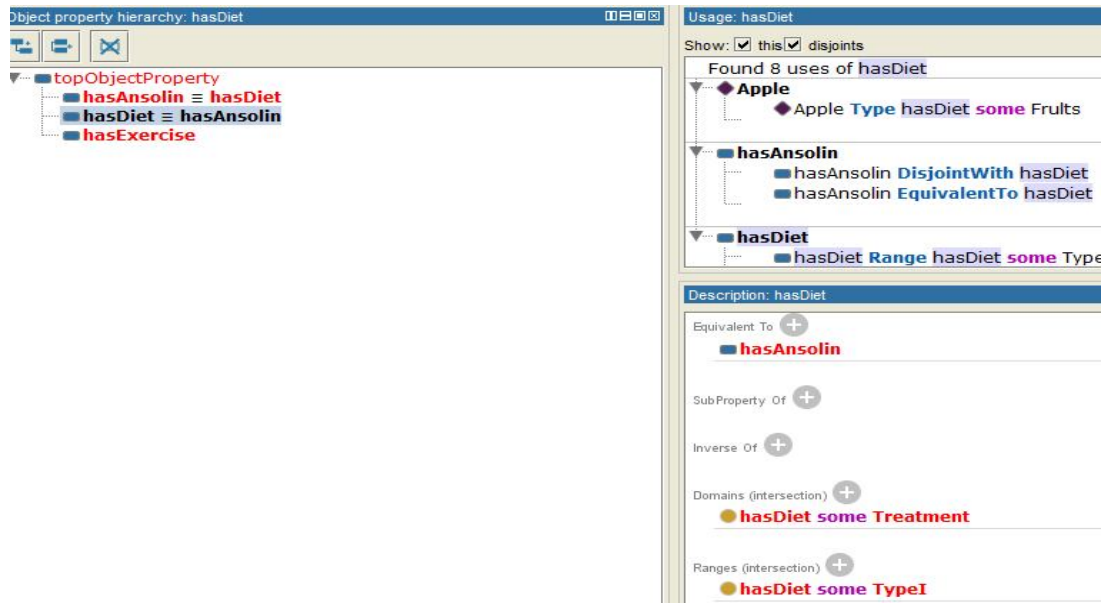 Object property hierarchy: hasDiet
topObjectProperty
hasAnsolin ≡ hasDiet
hasDiet ≡ hasAnsolin
hasExercise
Usage: hasDiet
Show: this disjoints
Found 8 uses of hasDiet
Apple
Apple Type hasDiet some Fruits
hasAnsolin
hasAnsolin DisjointWith hasDiet
hasAnsolin EquivalentTo hasDiet
hasDiet
hasDiet Range hasDiet some Type
Description: hasDiet
Equivalent To
hasAnsolin
SubProperty Of
Inverse Of
Domains (intersection)
hasDiet some Treatment
Ranges (intersection)
hasDiet some TypeI